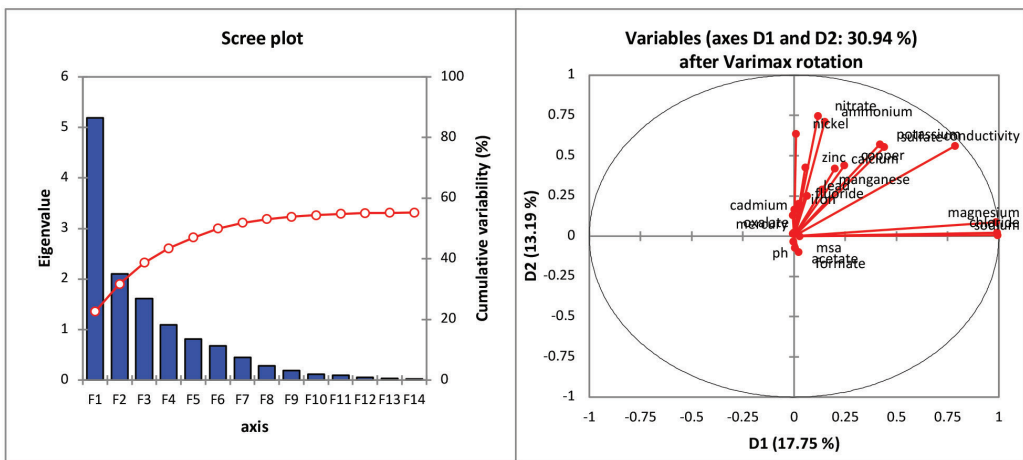 Scree plot
6
5
4
3
2
1
0
Eigenvalue
100
80
60
40
20
0
Cumulative variability (%)
F1 F2 F3 F4 F5 F6 F7 F8 F9 F10 F11 F12 F13 F14
axis
Variables (axes D1 and D2: 30.94 %)
after Varimax rotation
1
0.75
0.5
0.25
0
-0.25
-0.5
-0.75
-1
D2 (13.19 %)
nitrate
ammonium
nickel
potassium
sulfate
conductivity
zinc
copper
calcium
manganese
lead
fluoride
iron
cadmium
oxalate
mercury
magnesium
chloride
sodium
ph
msa
acetate
formate
-1 -0.75 -0.5 -0.25 0 0.25 0.5 0.75 1
D1 (17.75 %)